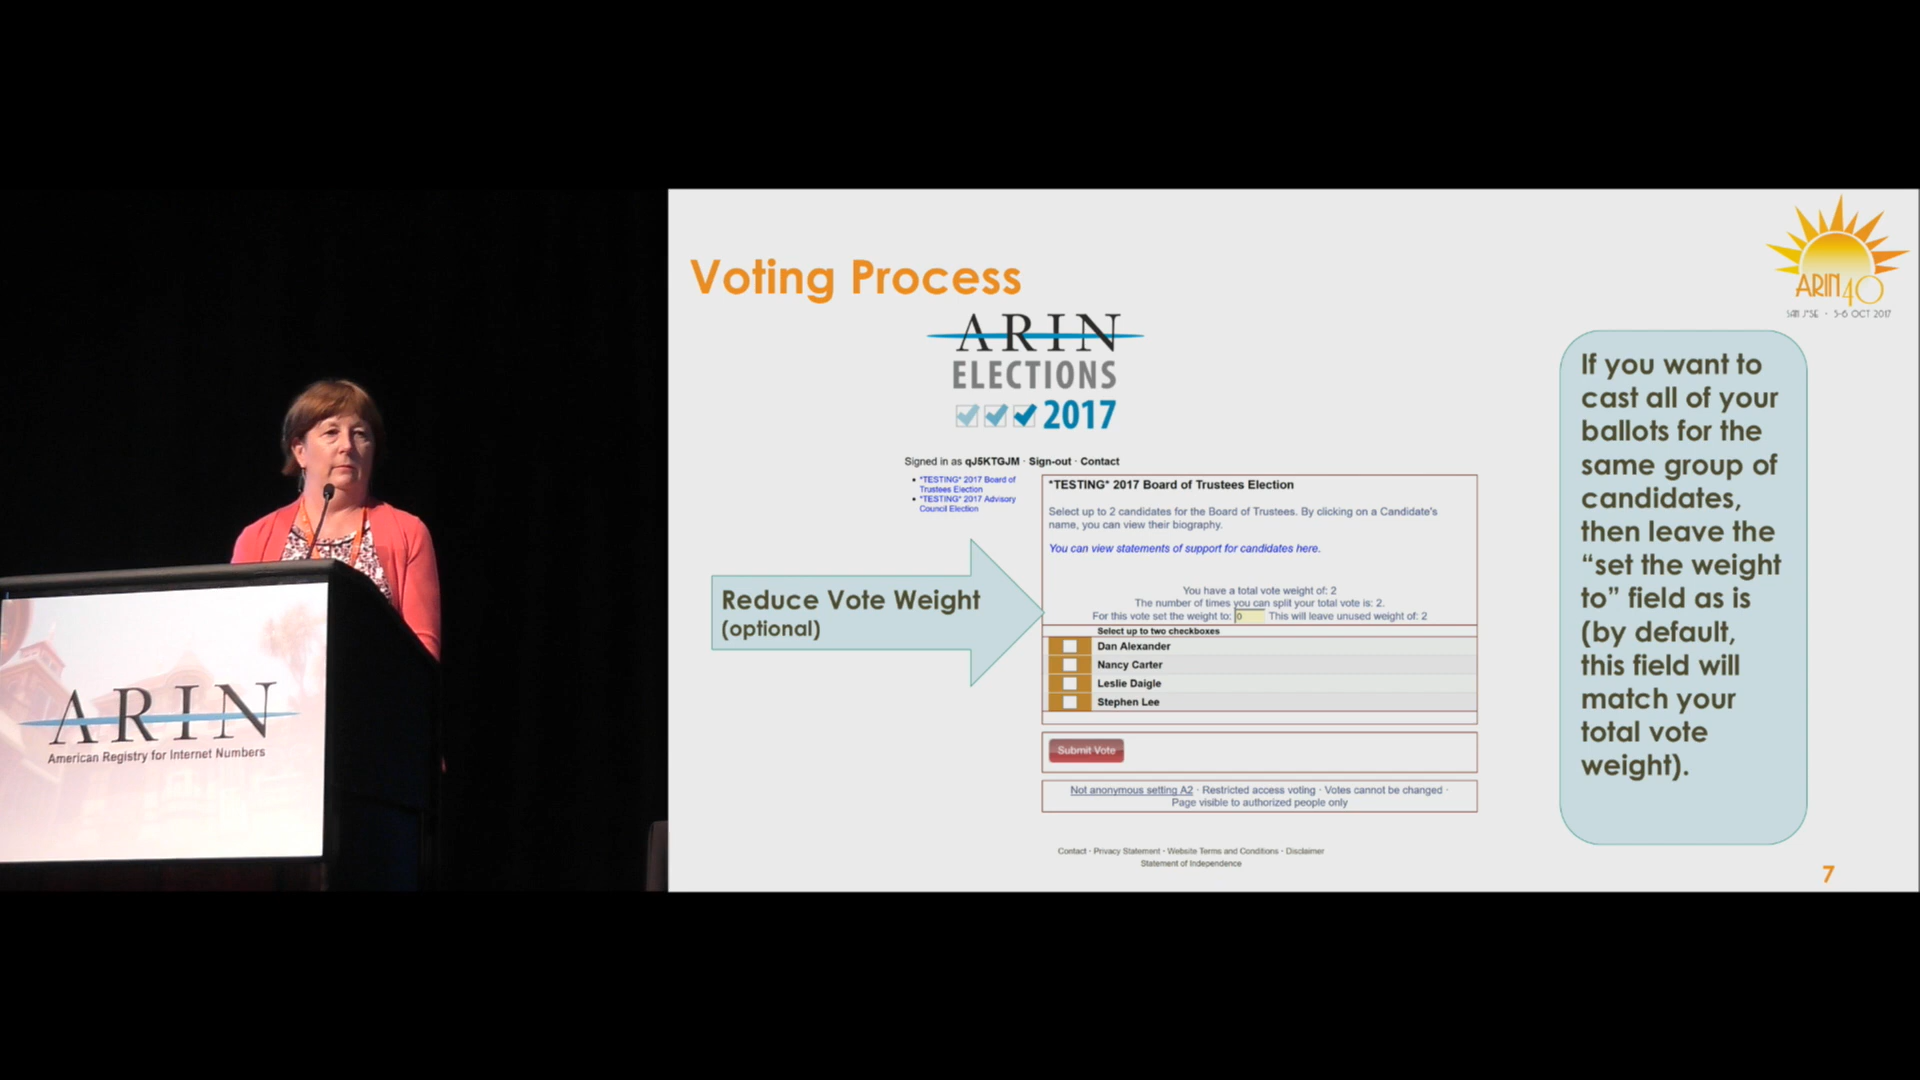 ARIN
American Registry for Internet Numbers
Voting Process
ARIN
ELECTIONS
2017
ARIN 40
SAN JOSE · 5-6 OCT 2017
Signed in as qJ5KTGJM · Sign-out · Contact
*TESTING* 2017 Board of
Trustees Election
*TESTING* 2017 Advisory
Council Election
*TESTING* 2017 Board of Trustees Election
Select up to 2 candidates for the Board of Trustees. By clicking on a Candidate's
name, you can view their biography.
You can view statements of support for candidates here.
You have a total vote weight of: 2
The number of times you can split your total vote is: 2.
For this vote set the weight to: 0 This will leave unused weight of: 2
Select up to two checkboxes
Dan Alexander
Nancy Carter
Leslie Daigle
Stephen Lee
Submit Vote
Not anonymous setting A2 · Restricted access voting · Votes cannot be changed ·
Page visible to authorized people only
Contact · Privacy Statement · Website Terms and Conditions · Disclaimer
Statement of Independence
Reduce Vote Weight
(optional)
If you want to
cast all of your
ballots for the
same group of
candidates,
then leave the
“set the weight
to” field as is
(by default,
this field will
match your
total vote
weight).
7